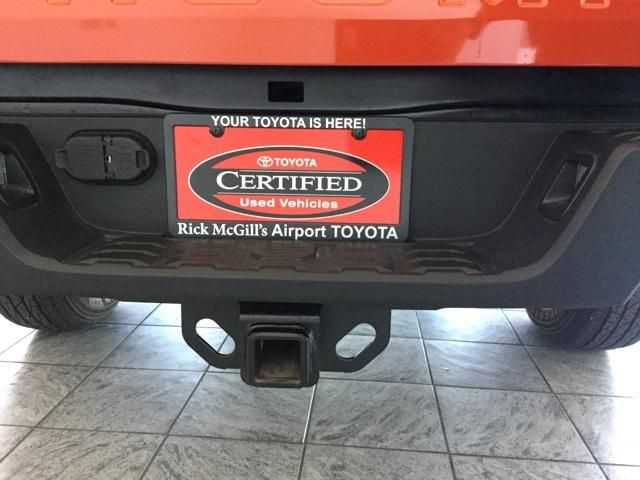 YOUR TOYOTA IS HERE!
TOYOTA
CERTIFIED
Used Vehicles
Rick McGill's Airport TOYOTA